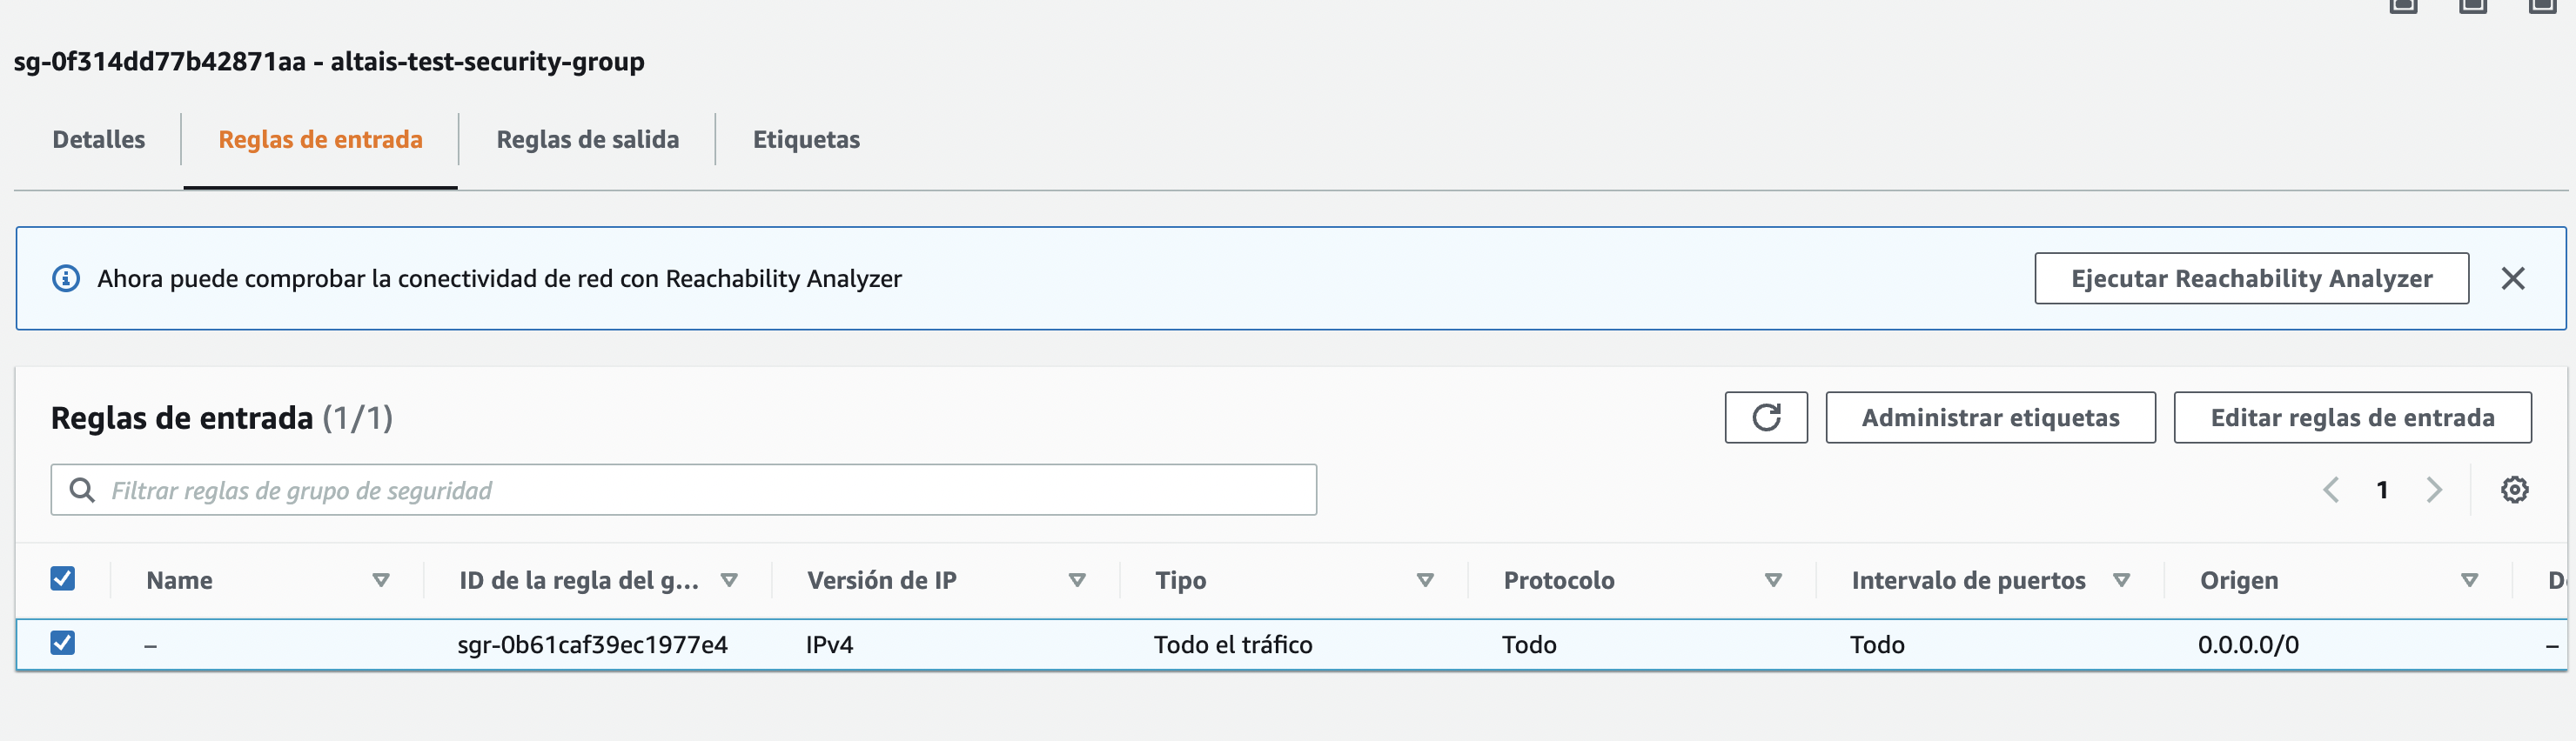 sg-0f314dd77b42871aa - altais-test-security-group
Detalles Reglas de entrada Reglas de salida Etiquetas
Ahora puede comprobar la conectividad de red con Reachability Analyzer Ejecutar Reachability Analyzer
Reglas de entrada (1/1) Administrar etiquetas Editar reglas de entrada
Filtrar reglas de grupo de seguridad 1
Name ID de la regla del g... Versión de IP Tipo Protocolo Intervalo de puertos Origen
– sgr-0b61caf39ec1977e4 IPv4 Todo el tráfico Todo Todo 0.0.0.0/0 –